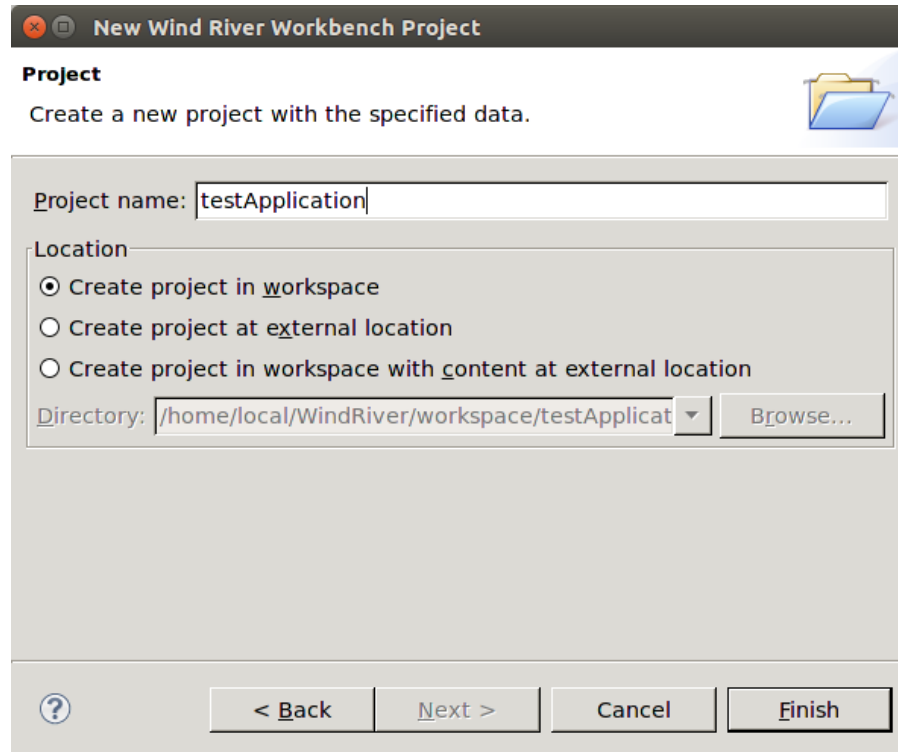 New Wind River Workbench Project
Project
Create a new project with the specified data.
Project name: testApplication
Location
Create project in workspace
Create project at external location
Create project in workspace with content at external location
Directory: /home/local/WindRiver/workspace/testApplicat Browse...
? < Back Next > Cancel Finish